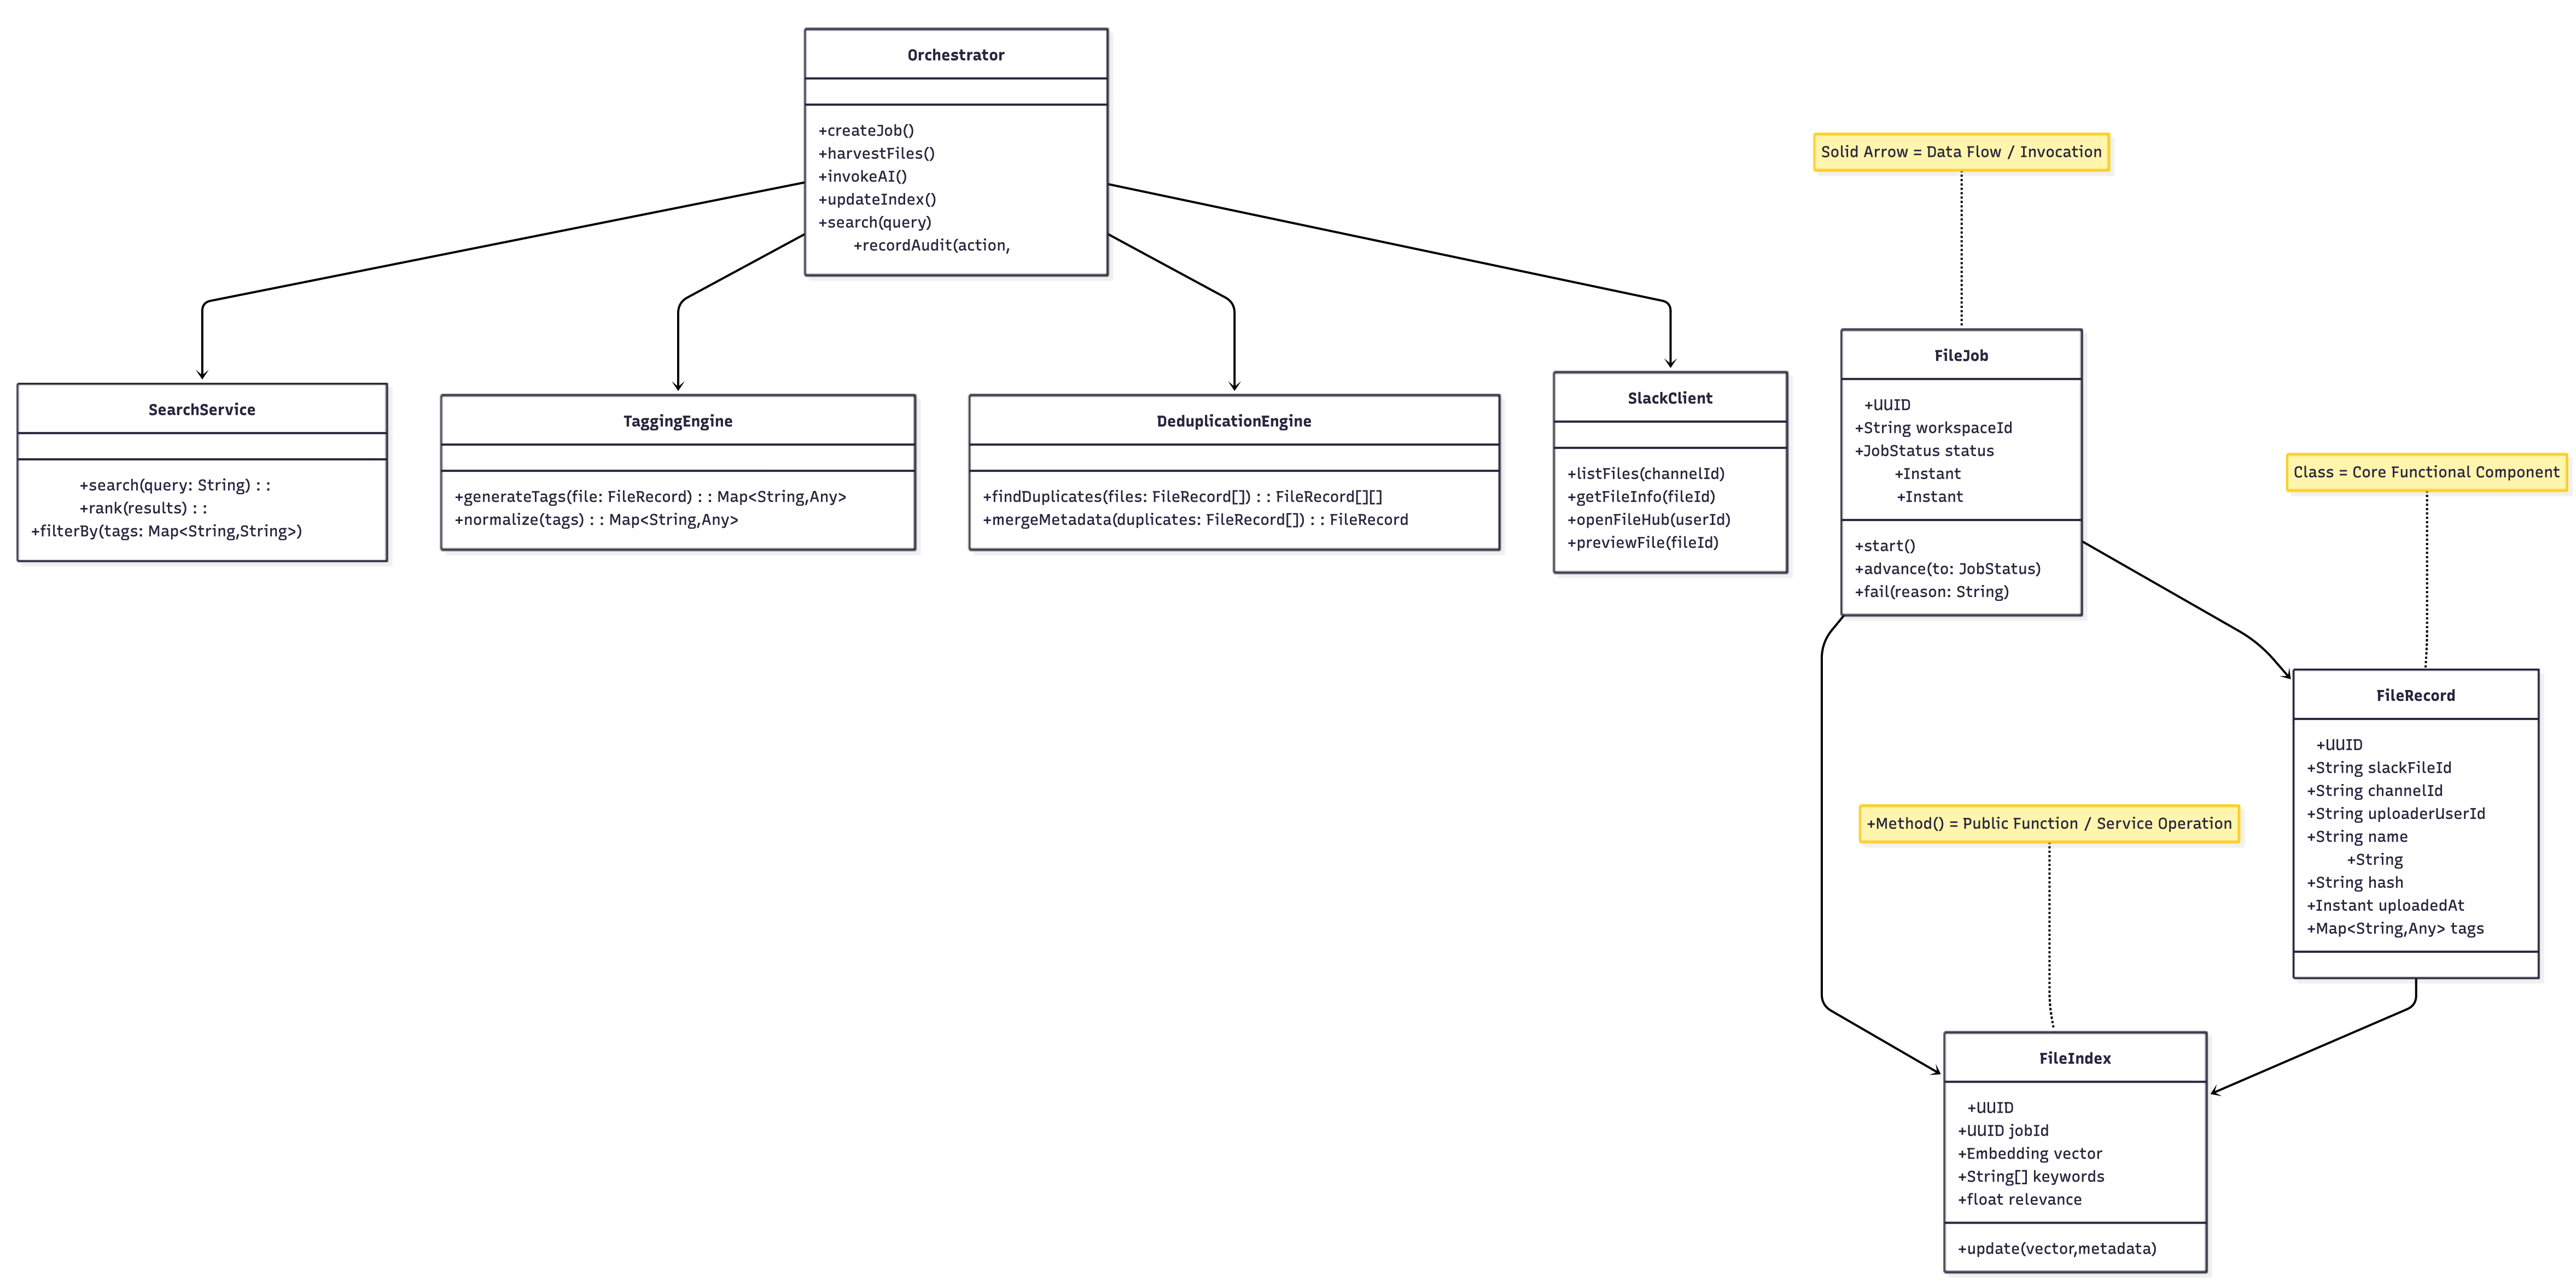 Orchestrator
+createJob()
+harvestFiles()
+invokeAI()
+updateIndex()
+search(query)
+recordAudit(action,
Solid Arrow = Data Flow / Invocation
SearchService
+search(query: String) : :
+rank(results) : :
+filterBy(tags: Map<String,String>)
TaggingEngine
+generateTags(file: FileRecord) : : Map<String,Any>
+normalize(tags) : : Map<String,Any>
DeduplicationEngine
+findDuplicates(files: FileRecord[]) : : FileRecord[][]
+mergeMetadata(duplicates: FileRecord[]) : : FileRecord
SlackClient
+listFiles(channelId)
+getFileInfo(fileId)
+openFileHub(userId)
+previewFile(fileId)
FileJob
+UUID
+String workspaceId
+JobStatus status
+Instant
+Instant
+start()
+advance(to: JobStatus)
+fail(reason: String)
Class = Core Functional Component
FileRecord
+UUID
+String slackFileId
+String channelId
+String uploaderUserId
+String name
+String
+String hash
+Instant uploadedAt
+Map<String,Any> tags
+Method() = Public Function / Service Operation
FileIndex
+UUID
+UUID jobId
+Embedding vector
+String[] keywords
+float relevance
+update(vector,metadata)